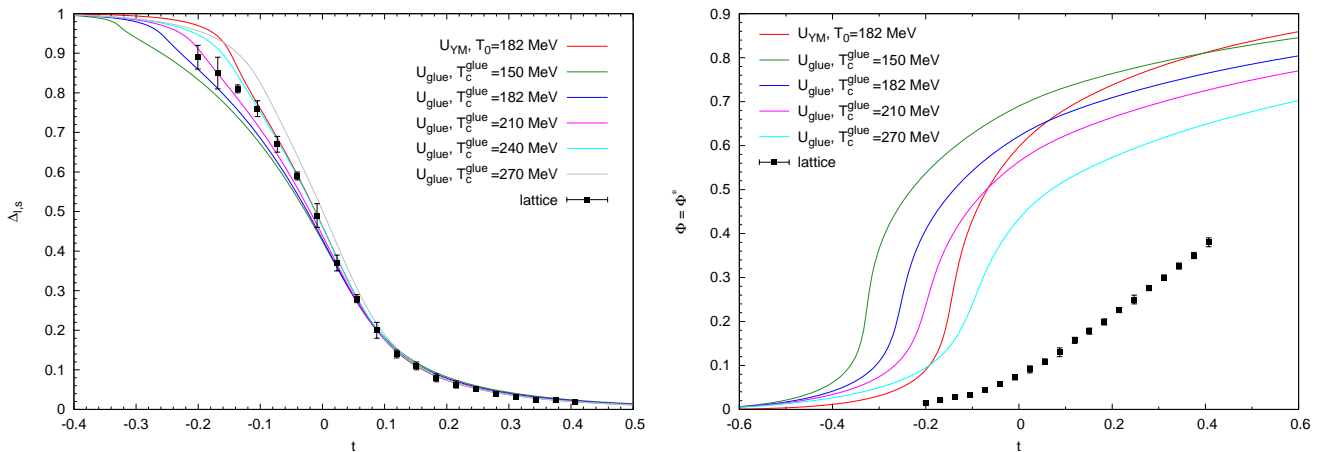 1
0.9
0.8
0.7
0.6
0.5
0.4
0.3
0.2
0.1
0
Δl,s
-0.4 -0.3 -0.2 -0.1 0 0.1 0.2 0.3 0.4 0.5
t
UYM, T0=182 MeV
Uglue, Tcglue=150 MeV
Uglue, Tcglue=182 MeV
Uglue, Tcglue=210 MeV
Uglue, Tcglue=240 MeV
Uglue, Tcglue=270 MeV
lattice
0.9
0.8
0.7
0.6
0.5
0.4
0.3
0.2
0.1
0
Φ = Φ*
-0.6 -0.4 -0.2 0 0.2 0.4 0.6
t
UYM, T0=182 MeV
Uglue, Tcglue=150 MeV
Uglue, Tcglue=182 MeV
Uglue, Tcglue=210 MeV
Uglue, Tcglue=270 MeV
lattice